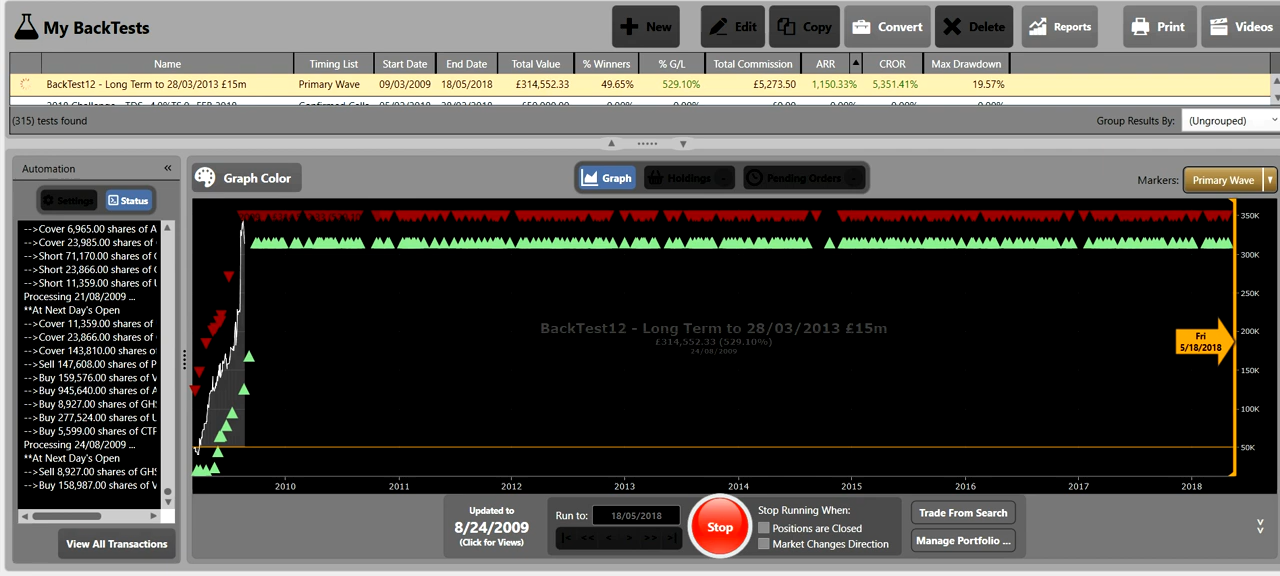 My BackTests
New
Edit
Copy
Convert
Delete
Reports
Print
Videos
Name Timing List Start Date End Date Total Value % Winners % G/L Total Commission ARR CROR Max Drawdown
BackTest12 - Long Term to 28/03/2013 £15m Primary Wave 09/03/2009 18/05/2018 £314,552.33 49.65% 529.10% £5,273.50 1,150.33% 5,351.41% 19.57%
(315) tests found
Group Results By: (Ungrouped)
Automation «
Settings
Status
-->Cover 6,965.00 shares of A
-->Cover 23,985.00 shares of
-->Short 71,170.00 shares of
-->Short 23,866.00 shares of
-->Short 11,359.00 shares of
Processing 21/08/2009 ...
**At Next Day's Open
-->Cover 11,359.00 shares of
-->Cover 23,866.00 shares of
-->Cover 143,810.00 shares of
-->Sell 147,608.00 shares of
-->Buy 159,576.00 shares of
-->Buy 945,640.00 shares of
-->Buy 8,927.00 shares of GHS
-->Buy 277,524.00 shares of
-->Buy 5,599.00 shares of CTF
Processing 24/08/2009 ...
**At Next Day's Open
-->Sell 8,927.00 shares of GHS
-->Buy 158,987.00 shares of
View All Transactions
Graph Color
Graph
Holdings
Pending Orders
Markers: Primary Wave
350K
300K
250K
200K
150K
100K
50K
BackTest12 - Long Term to 28/03/2013 £15m
£314,552.33 (529.10%)
24/08/2009
Fri
5/18/2018
2010 2011 2012 2013 2014 2015 2016 2017 2018
Updated to
8/24/2009
(Click for Views)
Run to: 18/05/2018
|< << < > >> >|
Stop
Stop Running When:
Positions are Closed
Market Changes Direction
Trade From Search
Manage Portfolio ...